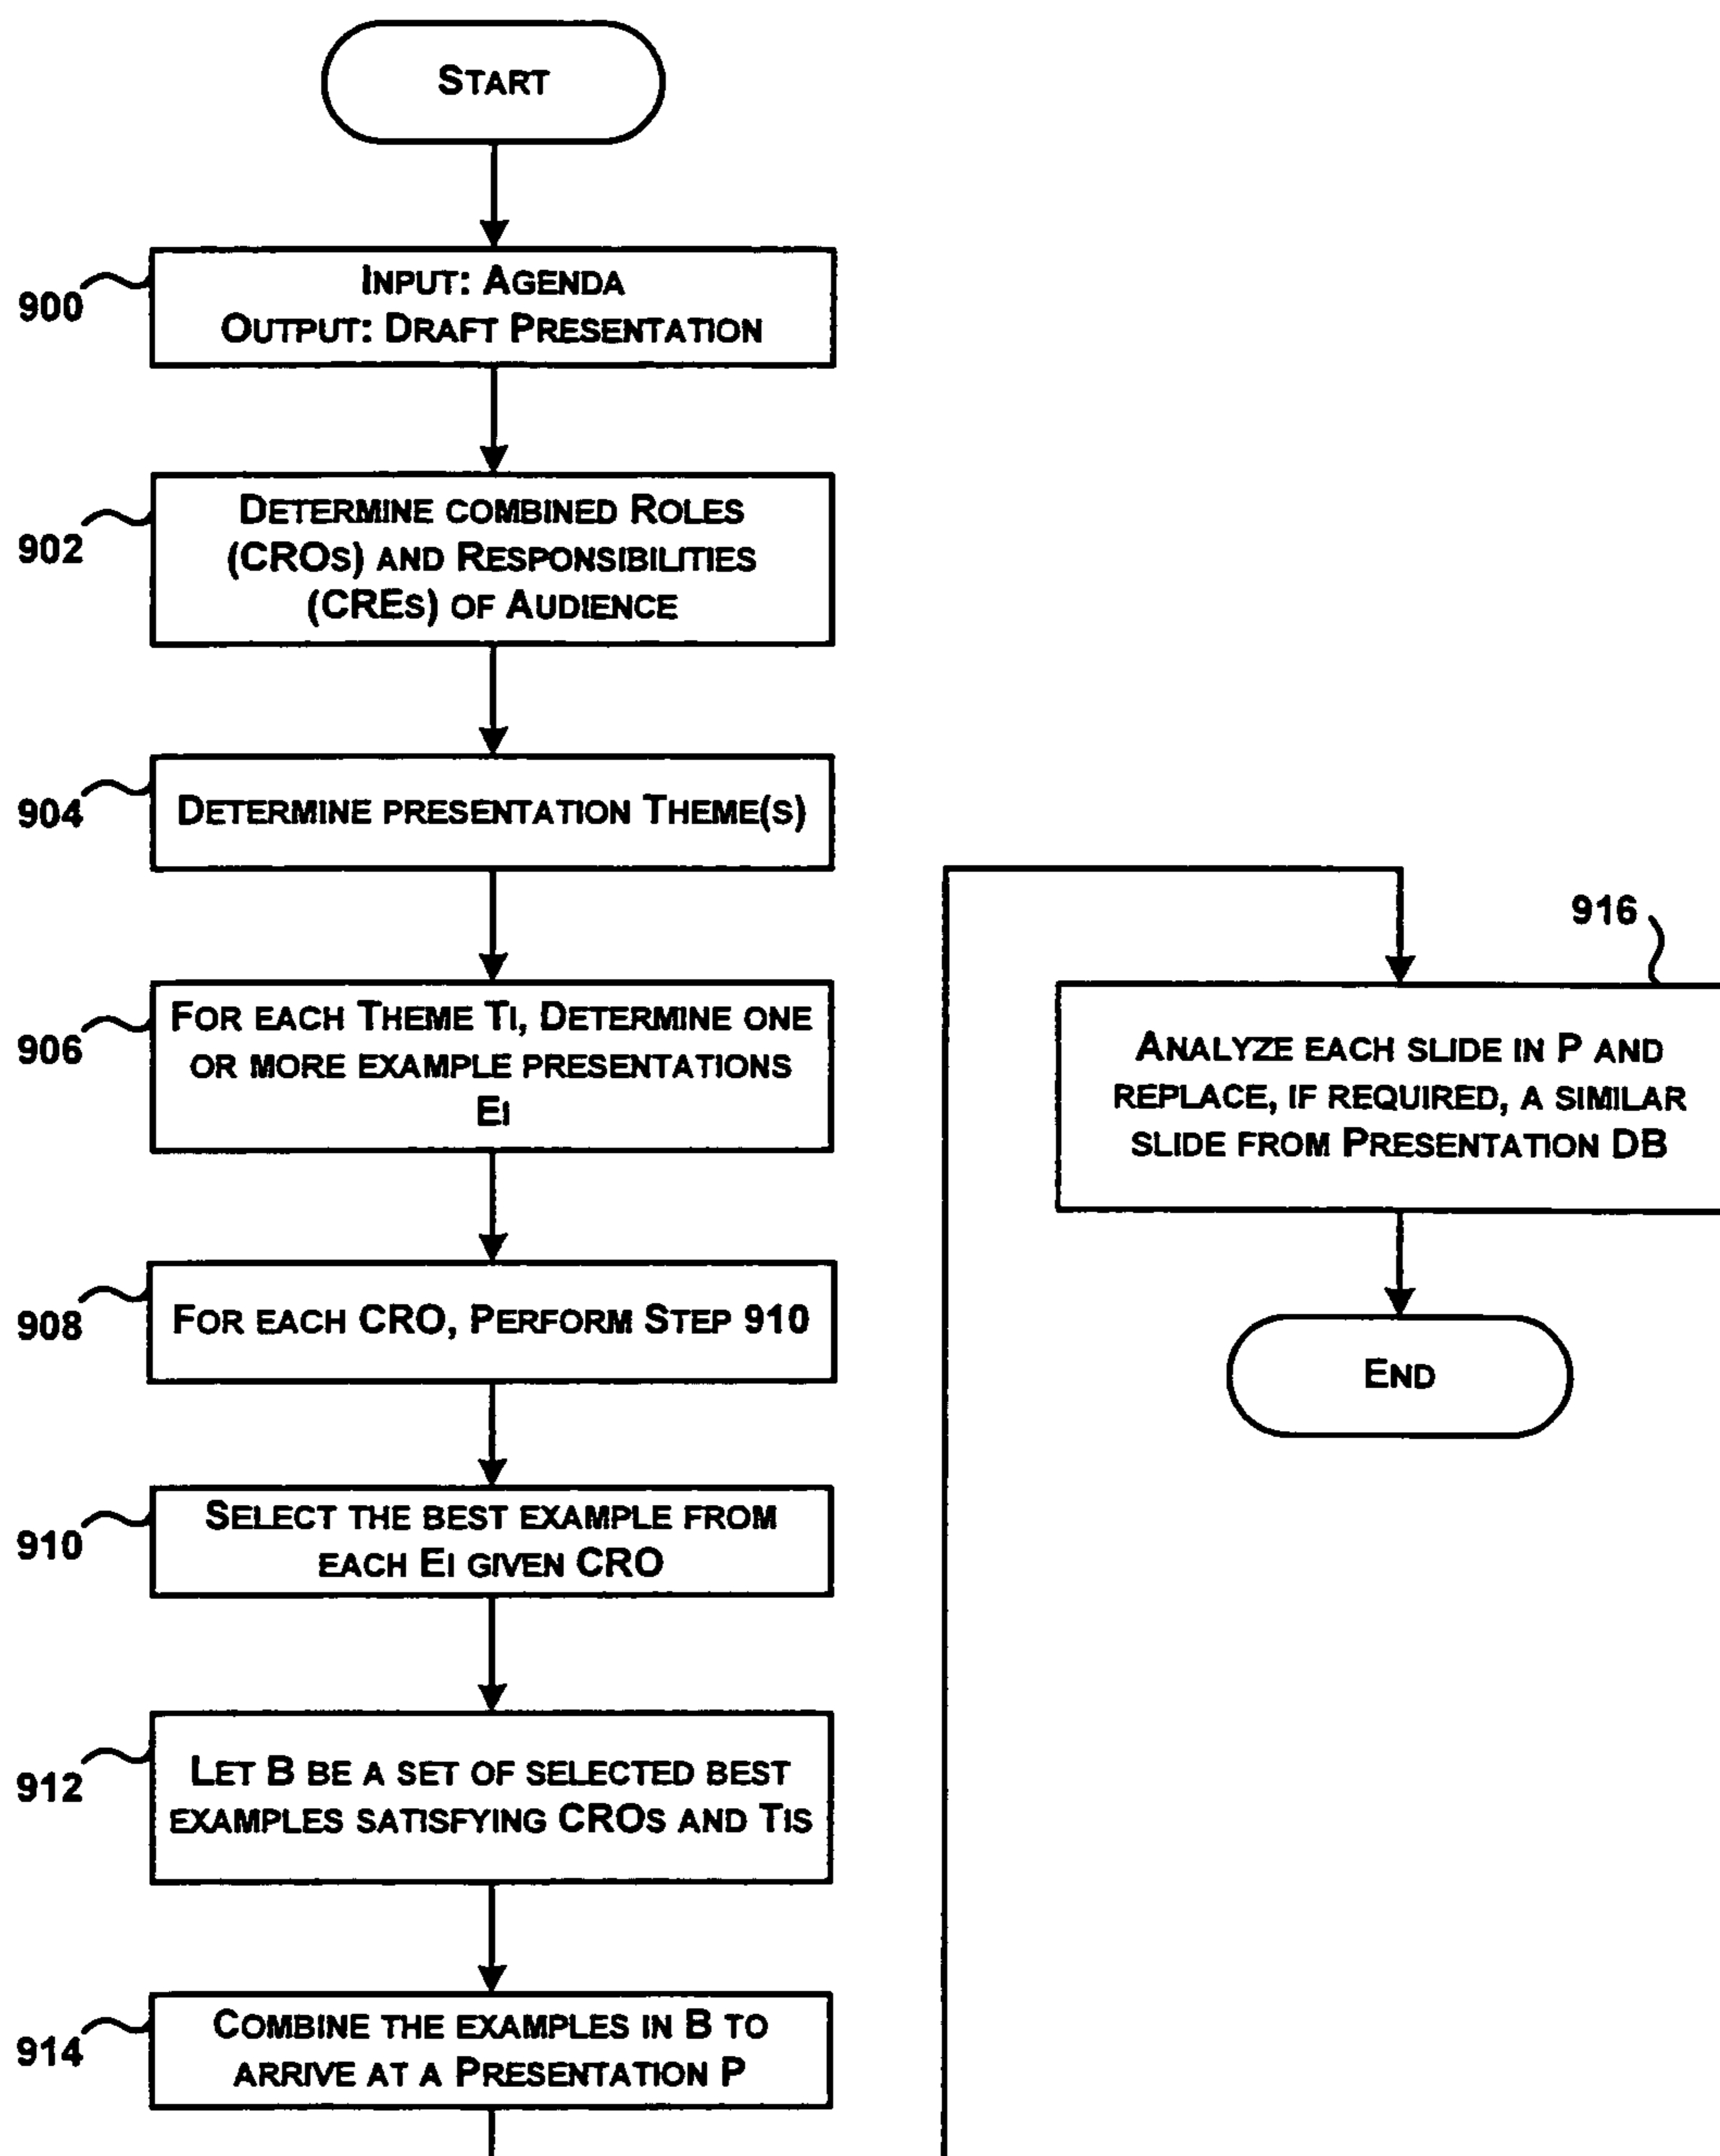 START
900
INPUT: AGENDA
OUTPUT: DRAFT PRESENTATION
902
DETERMINE COMBINED ROLES
(CROS) AND RESPONSIBILITIES
(CRES) OF AUDIENCE
904
DETERMINE PRESENTATION THEME(S)
906
FOR EACH THEME TI, DETERMINE ONE
OR MORE EXAMPLE PRESENTATIONS
EI
908
FOR EACH CRO, PERFORM STEP 910
910
SELECT THE BEST EXAMPLE FROM
EACH EI GIVEN CRO
912
LET B BE A SET OF SELECTED BEST
EXAMPLES SATISFYING CROS AND TIS
914
COMBINE THE EXAMPLES IN B TO
ARRIVE AT A PRESENTATION P
916
ANALYZE EACH SLIDE IN P AND
REPLACE, IF REQUIRED, A SIMILAR
SLIDE FROM PRESENTATION DB
END